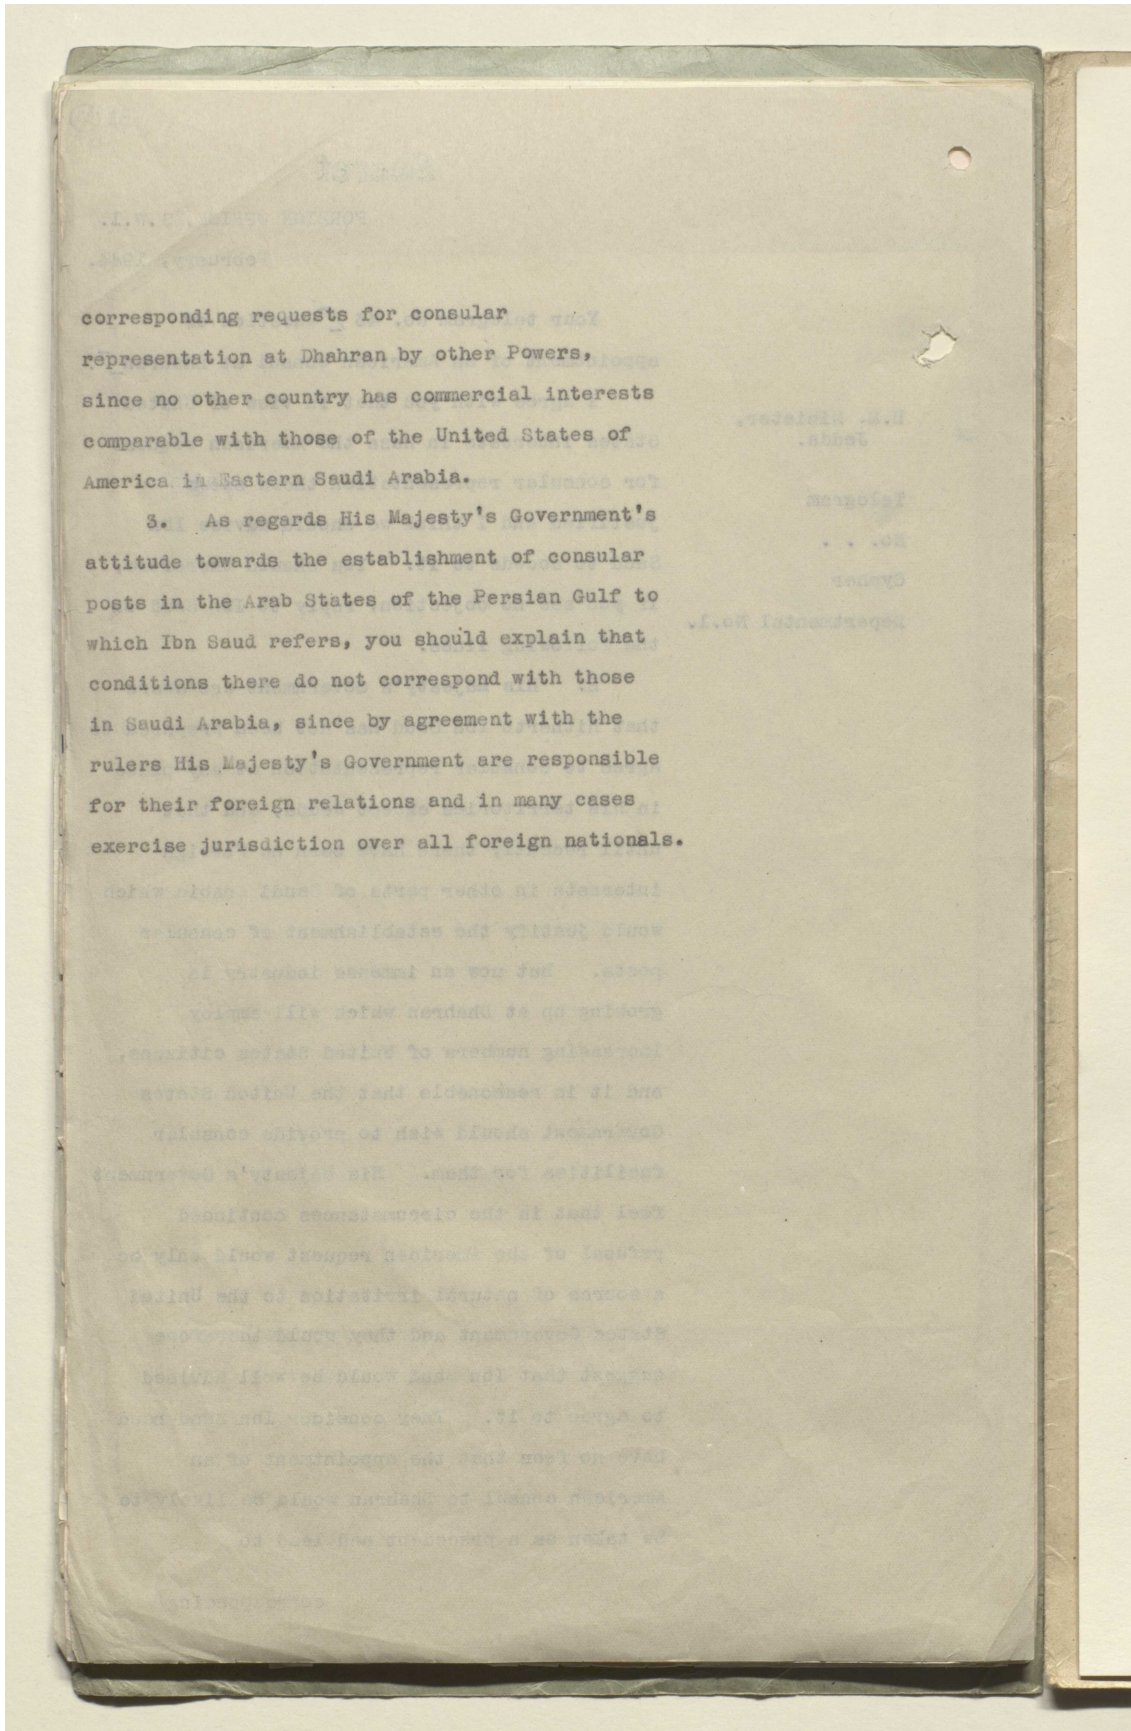 corresponding requests for consular
representation at Dhahran by other Powers,
since no other country has commercial interests
comparable with those of the United States of
America in Eastern Saudi Arabia.
3. As regards His Majesty's Government's
attitude towards the establishment of consular
posts in the Arab States of the Persian Gulf to
which Ibn Saud refers, you should explain that
conditions there do not correspond with those
in Saudi Arabia, since by agreement with the
rulers His Majesty's Government are responsible
for their foreign relations and in many cases
exercise jurisdiction over all foreign nationals.